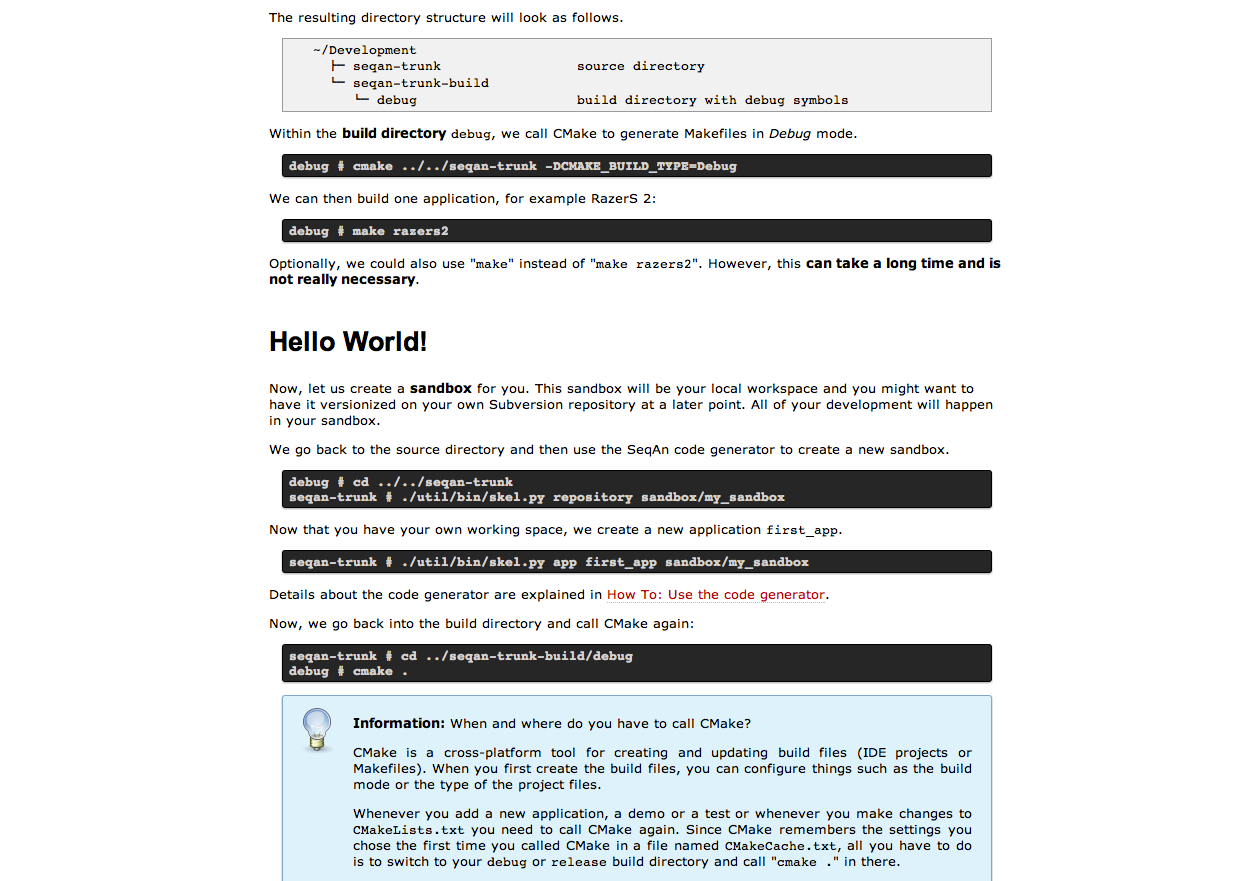 The resulting directory structure will look as follows.
~/Development
├─ seqan-trunk source directory
└─ seqan-trunk-build
└─ debug build directory with debug symbols
Within the build directory debug, we call CMake to generate Makefiles in Debug mode.
debug # cmake ../../seqan-trunk -DCMAKE_BUILD_TYPE=Debug
We can then build one application, for example RazerS 2:
debug # make razers2
Optionally, we could also use "make" instead of "make razers2". However, this can take a long time and is
not really necessary.
Hello World!
Now, let us create a sandbox for you. This sandbox will be your local workspace and you might want to
have it versionized on your own Subversion repository at a later point. All of your development will happen
in your sandbox.
We go back to the source directory and then use the SeqAn code generator to create a new sandbox.
debug # cd ../../seqan-trunk
seqan-trunk # ./util/bin/skel.py repository sandbox/my_sandbox
Now that you have your own working space, we create a new application first_app.
seqan-trunk # ./util/bin/skel.py app first_app sandbox/my_sandbox
Details about the code generator are explained in How To: Use the code generator.
Now, we go back into the build directory and call CMake again:
seqan-trunk # cd ../seqan-trunk-build/debug
debug # cmake .
Information: When and where do you have to call CMake?
CMake is a cross-platform tool for creating and updating build files (IDE projects or
Makefiles). When you first create the build files, you can configure things such as the build
mode or the type of the project files.
Whenever you add a new application, a demo or a test or whenever you make changes to
CMakeLists.txt you need to call CMake again. Since CMake remembers the settings you
chose the first time you called CMake in a file named CMakeCache.txt, all you have to do
is to switch to your debug or release build directory and call "cmake ." in there.